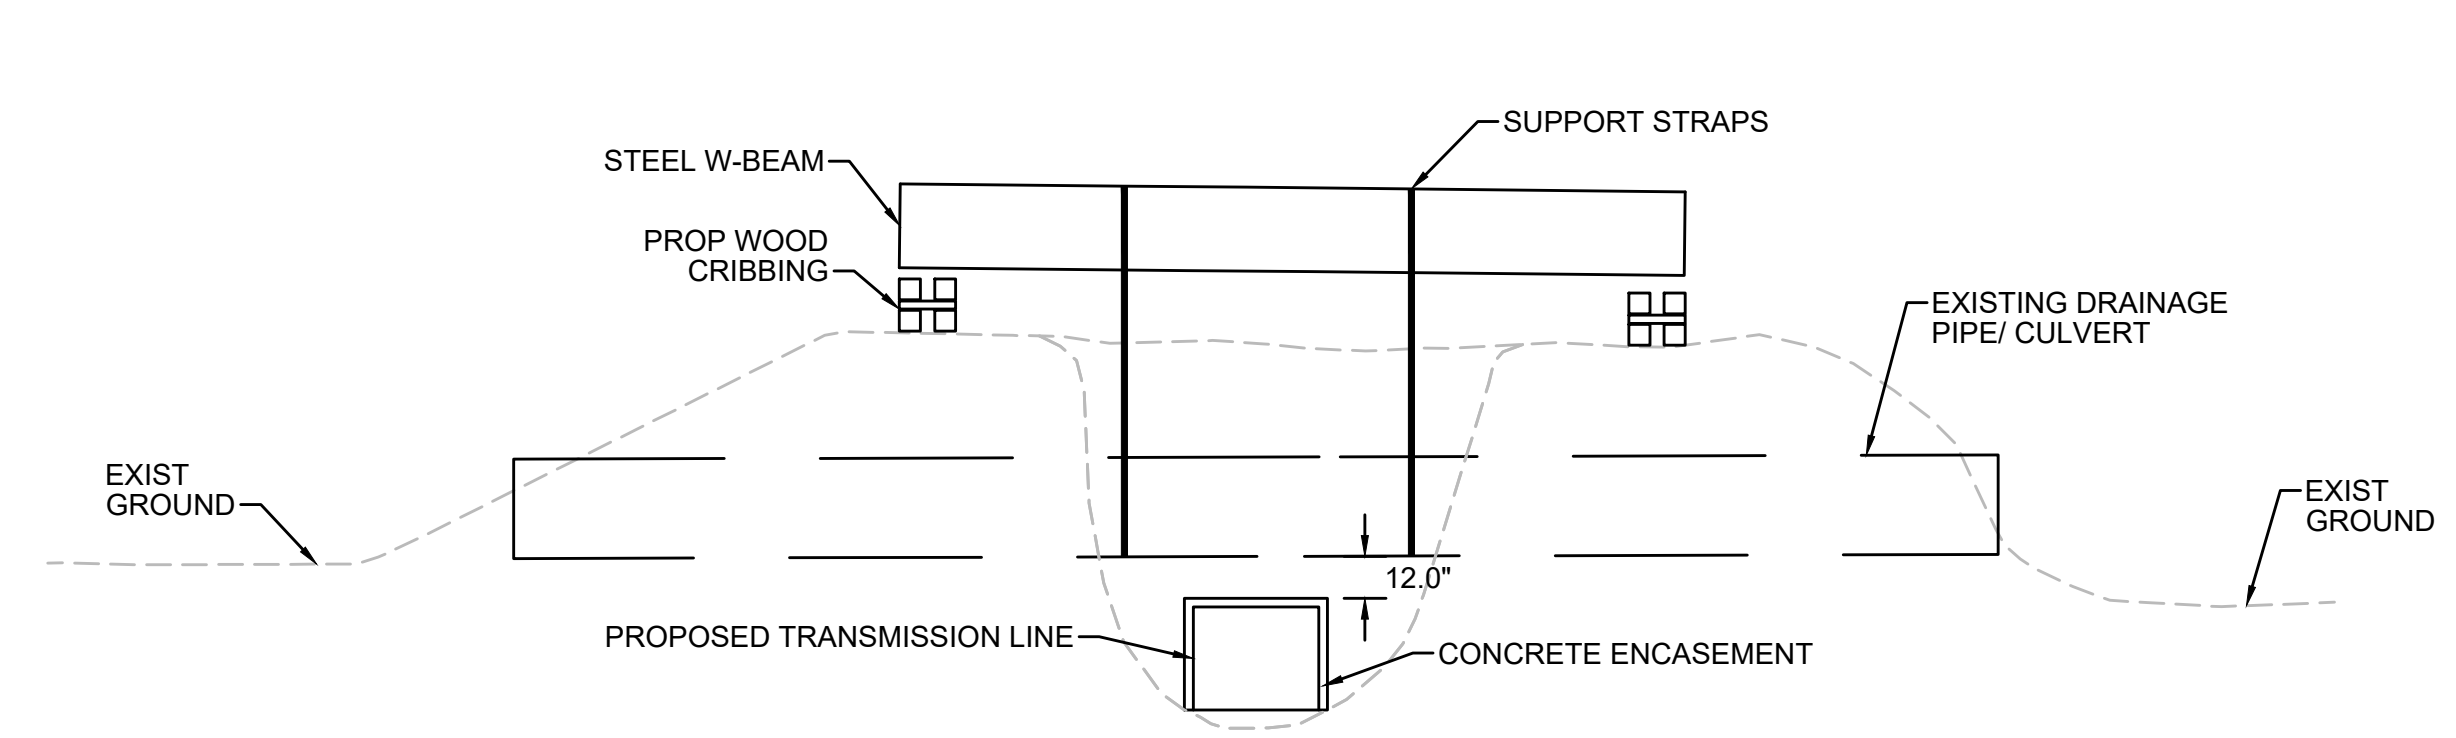 SUPPORT STRAPS
STEEL W-BEAM
PROP WOOD
CRIBBING
EXISTING DRAINAGE
PIPE/ CULVERT
EXIST
GROUND
EXIST
GROUND
12.0"
PROPOSED TRANSMISSION LINE
CONCRETE ENCASEMENT